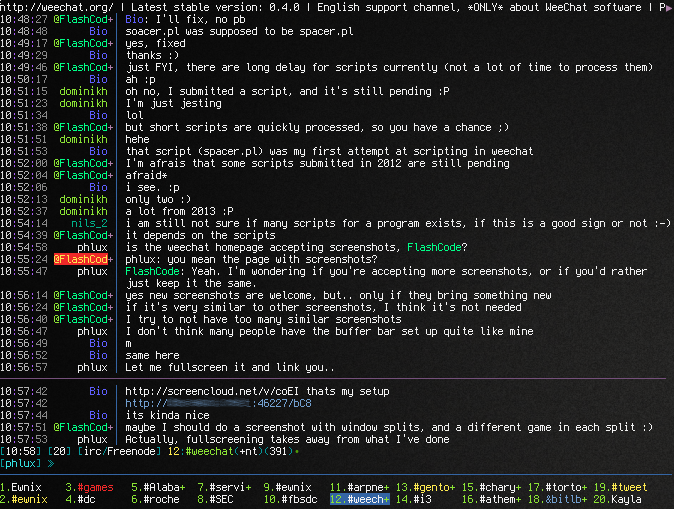 http://weechat.org/ | Latest stable version: 0.4.0 | English support channel, *ONLY* about WeeChat software | P▶
10:48:27 @FlashCod+ Bio: I'll fix, no pb
10:48:48 Bio soacer.pl was supposed to be spacer.pl
10:49:17 @FlashCod+ yes, fixed
10:49:29 Bio thanks :)
10:49:46 @FlashCod+ just FYI, there are long delay for scripts currently (not a lot of time to process them)
10:50:17 Bio ah :p
10:51:15 dominikh oh no, I submitted a script, and it's still pending :P
10:51:23 dominikh I'm just jesting
10:51:34 Bio lol
10:51:38 @FlashCod+ but short scripts are quickly processed, so you have a chance ;)
10:51:51 dominikh hehe
10:51:53 Bio that script (spacer.pl) was my first attempt at scripting in weechat
10:52:00 @FlashCod+ I'm afrais that some scripts submitted in 2012 are still pending
10:52:04 @FlashCod+ afraid*
10:52:06 Bio i see. :p
10:52:13 dominikh only two :)
10:52:37 dominikh a lot from 2013 :P
10:54:14 nils_2 i am still not sure if many scripts for a program exists, if this is a good sign or not :-)
10:54:39 @FlashCod+ it depends on the scripts
10:54:58 phlux is the weechat homepage accepting screenshots, FlashCode?
10:55:24 @FlashCod+ phlux: you mean the page with screenshots?
10:55:47 phlux FlashCode: Yeah. I'm wondering if you're accepting more screenshots, or if you'd rather
just keep it the same.
10:56:14 @FlashCod+ yes new screenshots are welcome, but.. only if they bring something new
10:56:24 @FlashCod+ if it's very similar to other screenshots, I think it's not needed
10:56:40 @FlashCod+ I try to not have too many similar screenshots
10:56:47 phlux I don't think many people have the buffer bar set up quite like mine
10:56:49 Bio m
10:56:52 Bio same here
10:56:57 phlux Let me fullscreen it and link you..
10:57:42 Bio http://screencloud.net/v/coEI thats my setup
10:57:42 http:// :46227/bC8
10:57:44 Bio its kinda nice
10:57:51 @FlashCod+ maybe I should do a screenshot with window splits, and a different game in each split :)
10:57:53 phlux Actually, fullscreening takes away from what I've done
[10:58] [20] [irc/Freenode] 12:#weechat(+nt)(391)•
[phlux] »
1.Ewnix 3.#games 5.#Alaba+ 7.#servi+ 9.#ewnix 11.#arpne+ 13.#gento+ 15.#chary+ 17.#torto+ 19.#tweet
2.#ewnix 4.#dc 6.#roche 8.#SEC 10.#fbsdc 12.#weech+ 14.#i3 16.#athem+ 18.&bitlb+ 20.Kayla